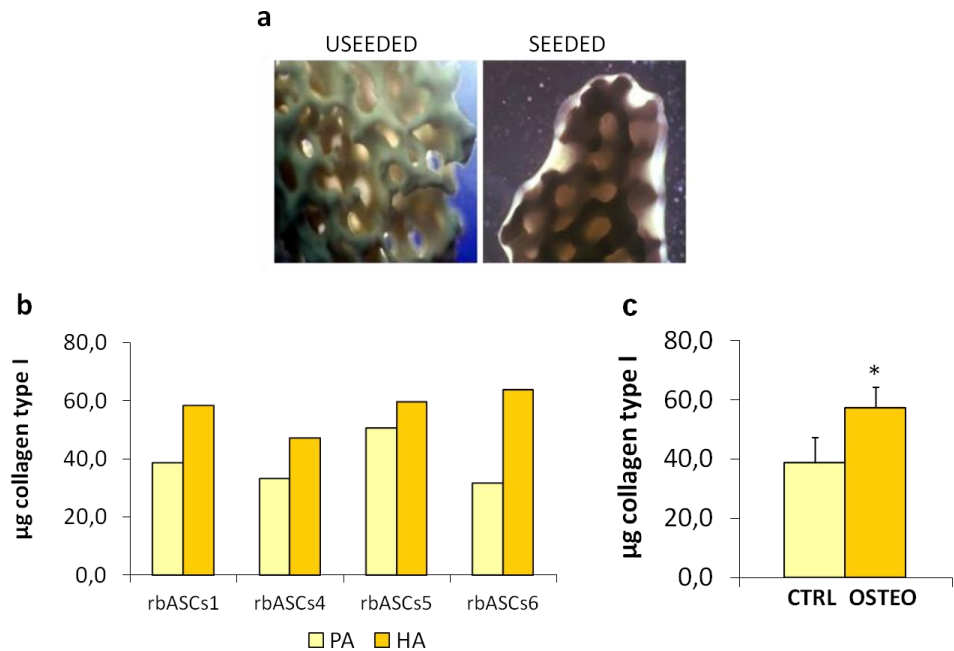 a
USEEDED SEEDED
b
µg collagen type I
80,0
60,0
40,0
20,0
0,0
rbASCs1 rbASCs4 rbASCs5 rbASCs6
PA HA
c
µg collagen type I
80,0
60,0
40,0
20,0
0,0
*
CTRL OSTEO